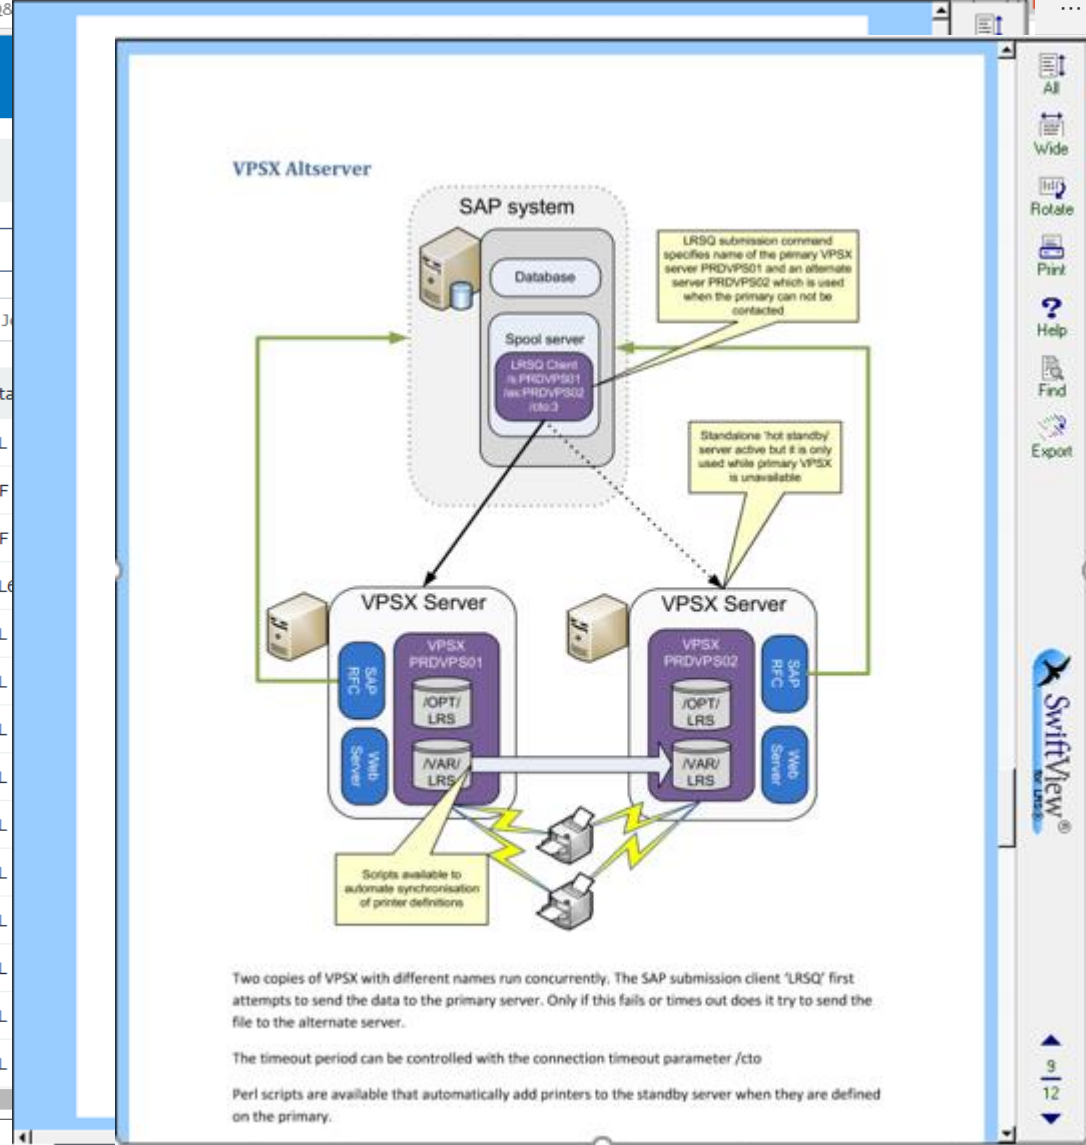 VPSX Altserver
SAP system
Database
Spool server
LRSQ Client
/s:PRDVPS01
/as:PRDVPS02
/cto:3
LRSQ submission command
specifies name of the primary VPSX
server PRDVPS01 and an alternate
server PRDVPS02 which is used
when the primary can not be
contacted
Standalone 'hot standby'
server active but it is only
used while primary VPSX
is unavailable
VPSX Server
VPSX
PRDVPS01
SAP
RFC
/OPT/
LRS
Web
Server
/VAR/
LRS
VPSX Server
VPSX
PRDVPS02
SAP
RFC
/OPT/
LRS
Web
Server
/VAR/
LRS
Scripts available to
automate synchronisation
of printer definitions
Two copies of VPSX with different names run concurrently. The SAP submission client 'LRSQ' first
attempts to send the data to the primary server. Only if this fails or times out does it try to send the
file to the alternate server.
The timeout period can be controlled with the connection timeout parameter /cto
Perl scripts are available that automatically add printers to the standby server when they are defined
on the primary.
All
Wide
Rotate
Print
Help
Find
Export
SwiftView®
for LRS®
9
12